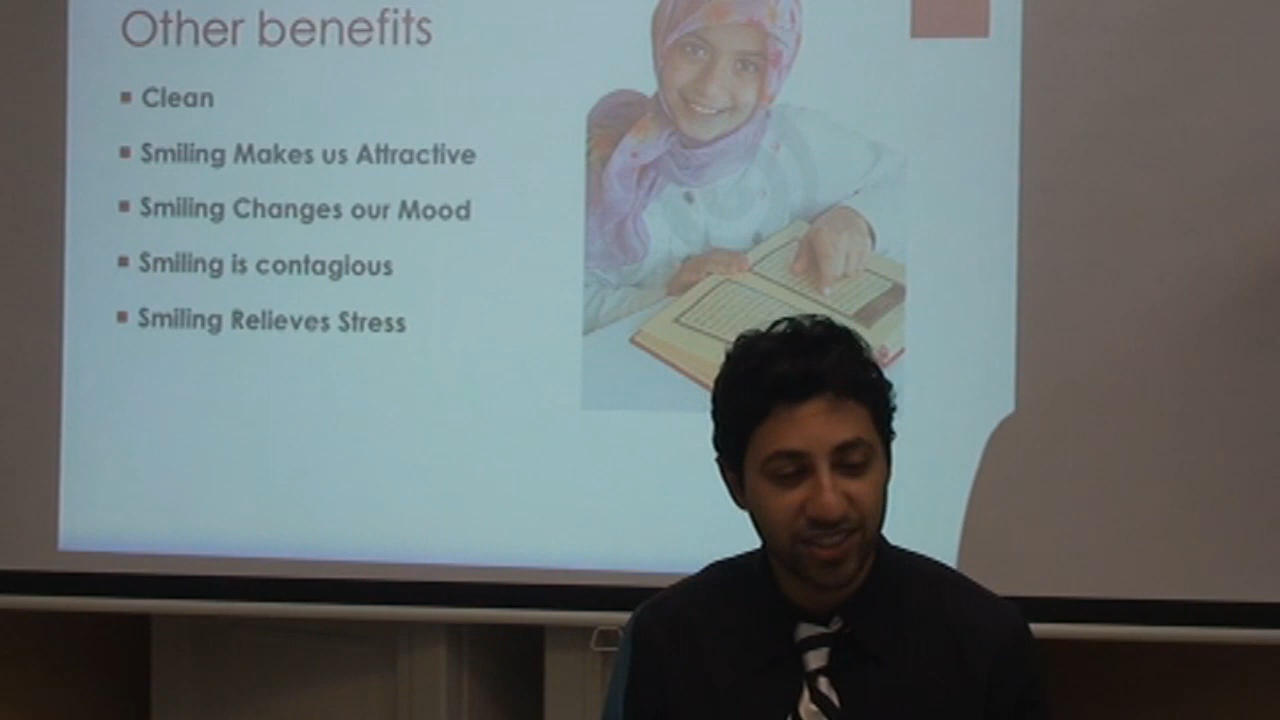 Other benefits
Clean
Smiling Makes us Attractive
Smiling Changes our Mood
Smiling is contagious
Smiling Relieves Stress